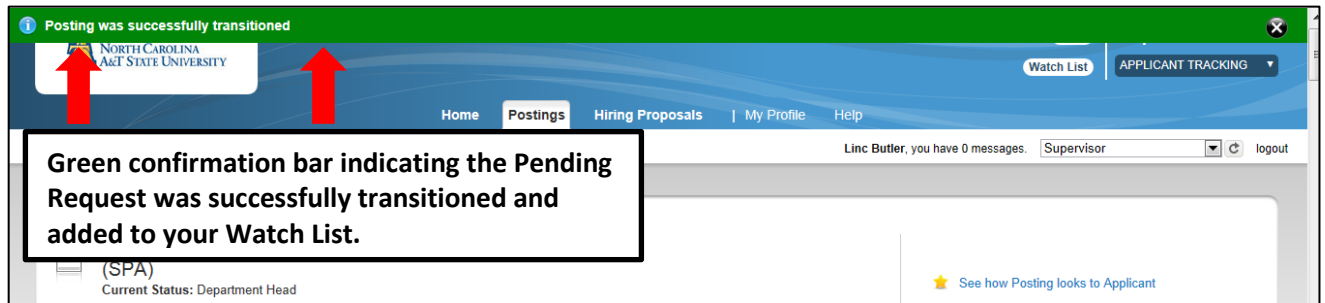 Posting was successfully transitioned
NORTH CAROLINA
A&T STATE UNIVERSITY
Watch List
APPLICANT TRACKING
Home Postings Hiring Proposals | My Profile Help
Linc Butler, you have 0 messages. Supervisor logout
Green confirmation bar indicating the Pending
Request was successfully transitioned and
added to your Watch List.
(SPA)
Current Status: Department Head
See how Posting looks to Applicant